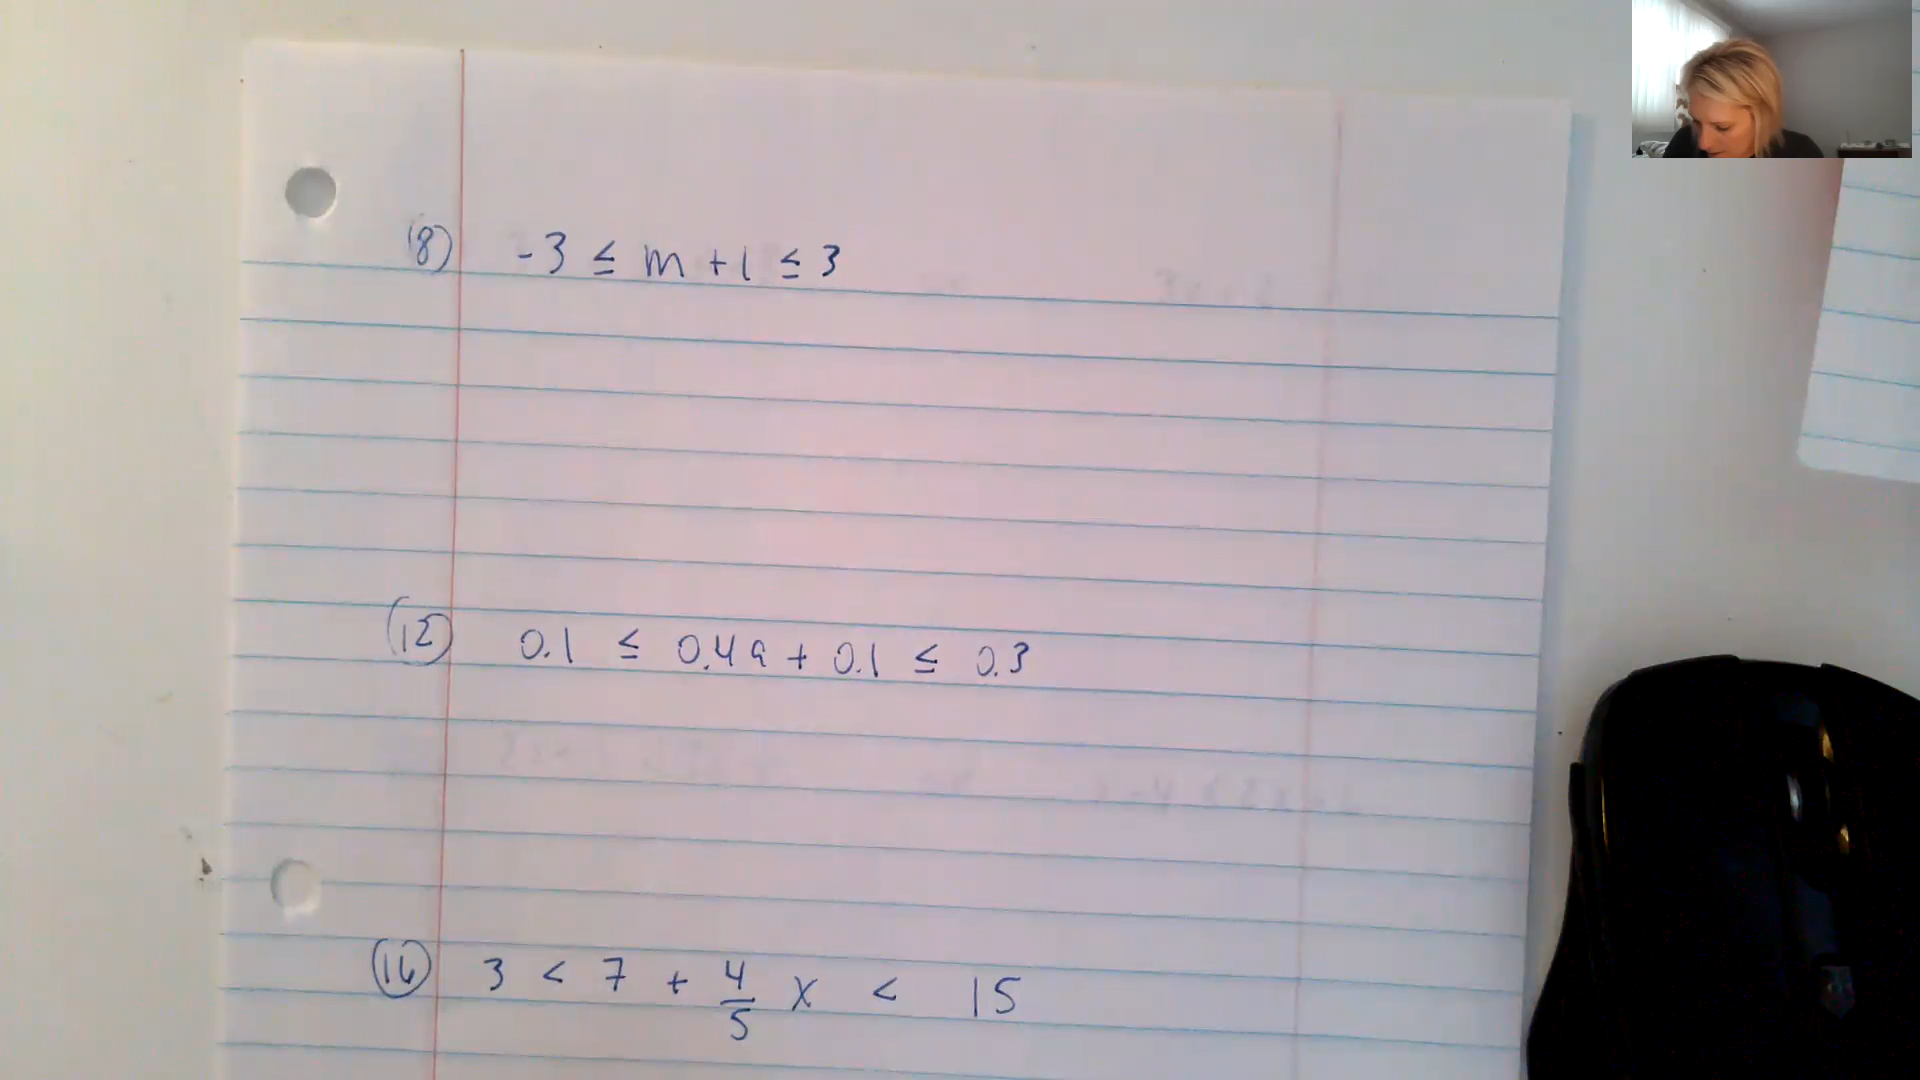 (8) -3 ≤ m + 1 ≤ 3
(12) 0.1 ≤ 0.4a + 0.1 ≤ 0.3
(16) 3 < 7 + 4/5 x < 15